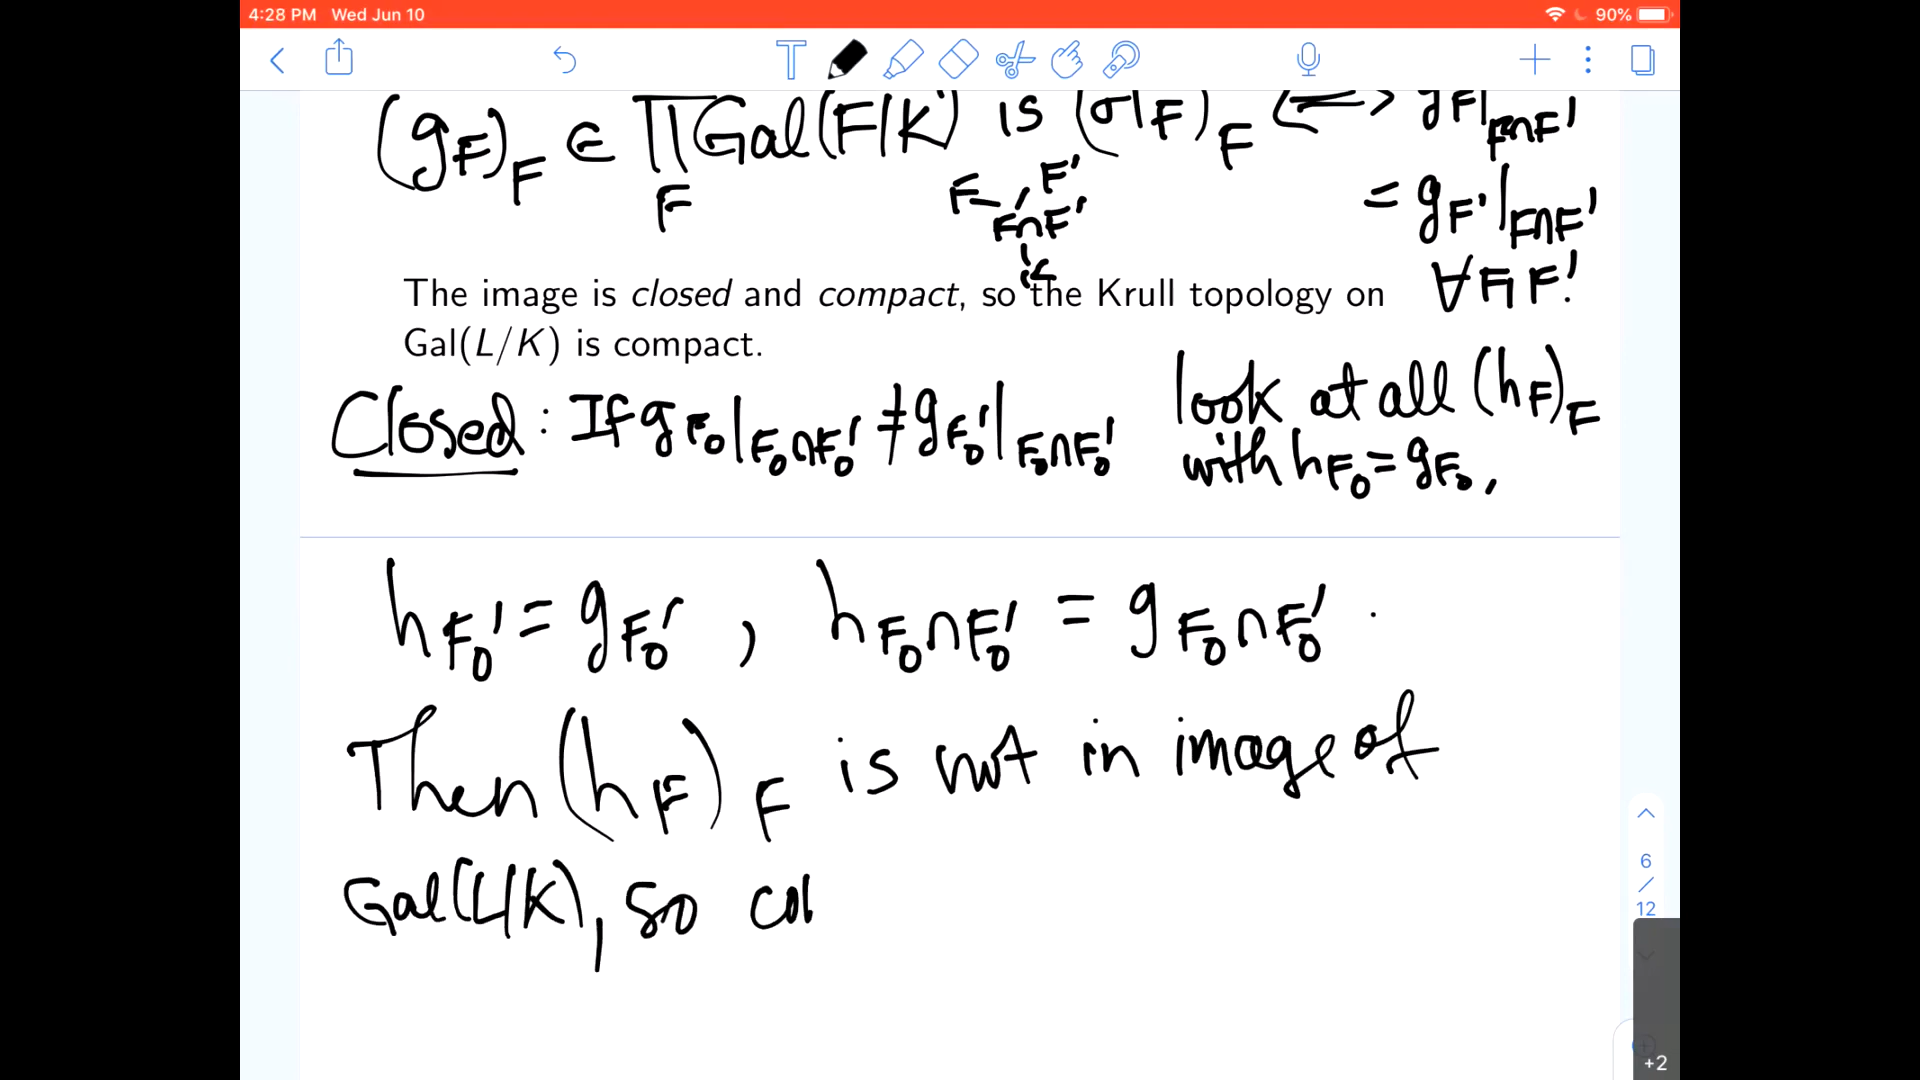 4:28 PM Wed Jun 10 90%
(g_F)_F ∈ ∏_F Gal(F/K) is (σ|_F)_F ⟺ g_F|_{F∩F'}
F F'
F∩F'
K
= g_{F'}|_{F∩F'}
∀ F, F'.
The image is closed and compact, so the Krull topology on
Gal(L/K) is compact.
Closed: If g_{F_0}|_{F_0∩F_0'} ≠ g_{F_0'}|_{F_0∩F_0'} look at all (h_F)_F
with h_{F_0} = g_{F_0},
h_{F_0'} = g_{F_0'}, h_{F_0∩F_0'} = g_{F_0∩F_0'}.
Then (h_F)_F is not in image of
Gal(L/K), so
6
/
12
+2